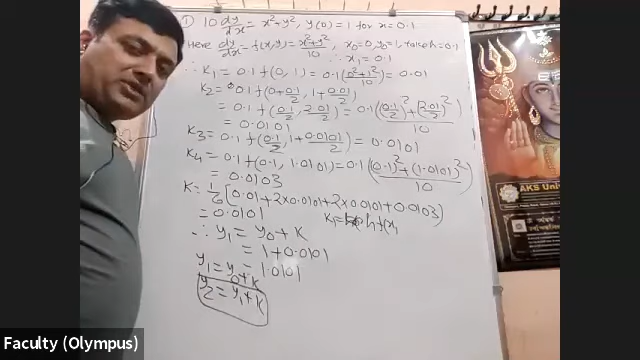 1) 10 dy/dx = x²+y², y(0) = 1 for x = 0.1
Here dy/dx = f(x,y) = x²+y²/10, x₀=0, y₀=1, take h=0.1
∴ x₁ = 0.1
∴ K₁ = 0.1 f(0,1) = 0.1 (0²+1²/10) = 0.01
K₂ = 0.1 f(0+0.1/2, 1+0.01/2)
= 0.1 f(0.1/2, 2.01/2) = 0.1 ((0.1/2)²+(2.01/2)²/10)
= 0.0101
K₃ = 0.1 f(0.1/2, 1+0.0101/2) = 0.0101
K₄ = 0.1 f(0.1, 1.0101) = 0.1 ((0.1)²+(1.0101)²/10)
= 0.0103
K = 1/6 (0.01+2×0.0101+2×0.0101+0.0103)
= 0.0101
∴ y₁ = y₀+K
= 1+0.0101
= 1.0101
y₁ = y₀+K
y₂ = y₁+K
AKS Uni
Faculty (Olympus)